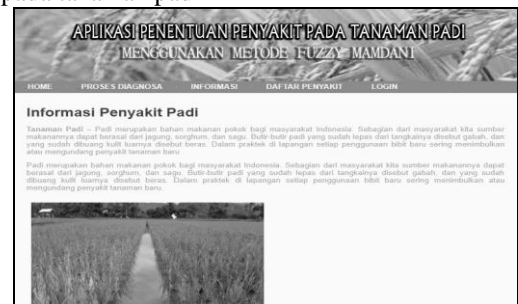 pada tanaman padi
APLIKASI PENENTUAN PENYAKIT PADA TANAMAN PADI
MENGGUNAKAN METODE FUZZY MAMDANI
HOME PROSES DIAGNOSA INFORMASI DAFTAR PENYAKIT LOGIN
Informasi Penyakit Padi
Tanaman Padi – Padi merupakan bahan makanan pokok bagi masyarakat Indonesia. Sebagian dari masyarakat kita sumber
makanannya dapat berasal dari jagung, sorghum, dan sagu. Butir-butir padi yang sudah lepas dari tangkainya disebut gabah, dan
yang sudah dibuang kulit luarnya disebut beras. Dalam praktek di lapangan setiap penggunaan bibit baru sering menimbulkan
atau mengundang penyakit tanaman baru.
Padi merupakan bahan makanan pokok bagi masyarakat Indonesia. Sebagian dari masyarakat kita sumber makanannya dapat
berasal dari jagung, sorghum, dan sagu. Butir-butir padi yang sudah lepas dari tangkainya disebut gabah, dan yang sudah
dibuang kulit luarnya disebut beras. Dalam praktek di lapangan setiap penggunaan bibit baru sering menimbulkan atau
mengundang penyakit tanaman baru.